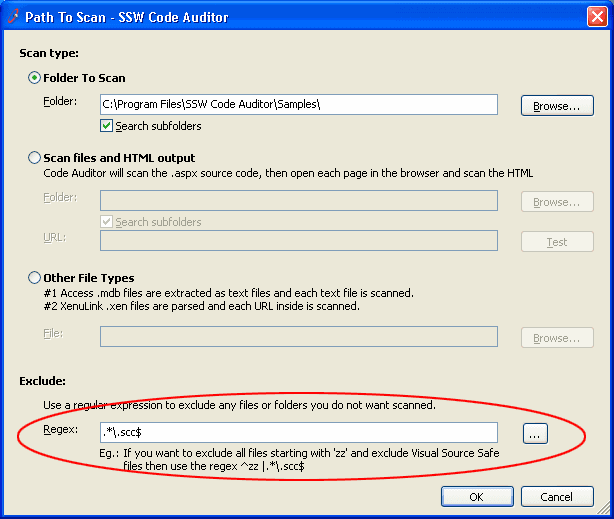 Path To Scan - SSW Code Auditor
Scan type:
Folder To Scan
Folder: C:\Program Files\SSW Code Auditor\Samples\ Browse...
Search subfolders
Scan files and HTML output
Code Auditor will scan the .aspx source code, then open each page in the browser and scan the HTML
Folder: Browse...
Search subfolders
URL: Test
Other File Types
#1 Access .mdb files are extracted as text files and each text file is scanned.
#2 XenuLink .xen files are parsed and each URL inside is scanned.
File: Browse...
Exclude:
Use a regular expression to exclude any files or folders you do not want scanned.
Regex: .*\.scc$ ...
Eg.: If you want to exclude all files starting with 'zz' and exclude Visual Source Safe
files then use the regex ^zz|.*\.scc$
OK Cancel